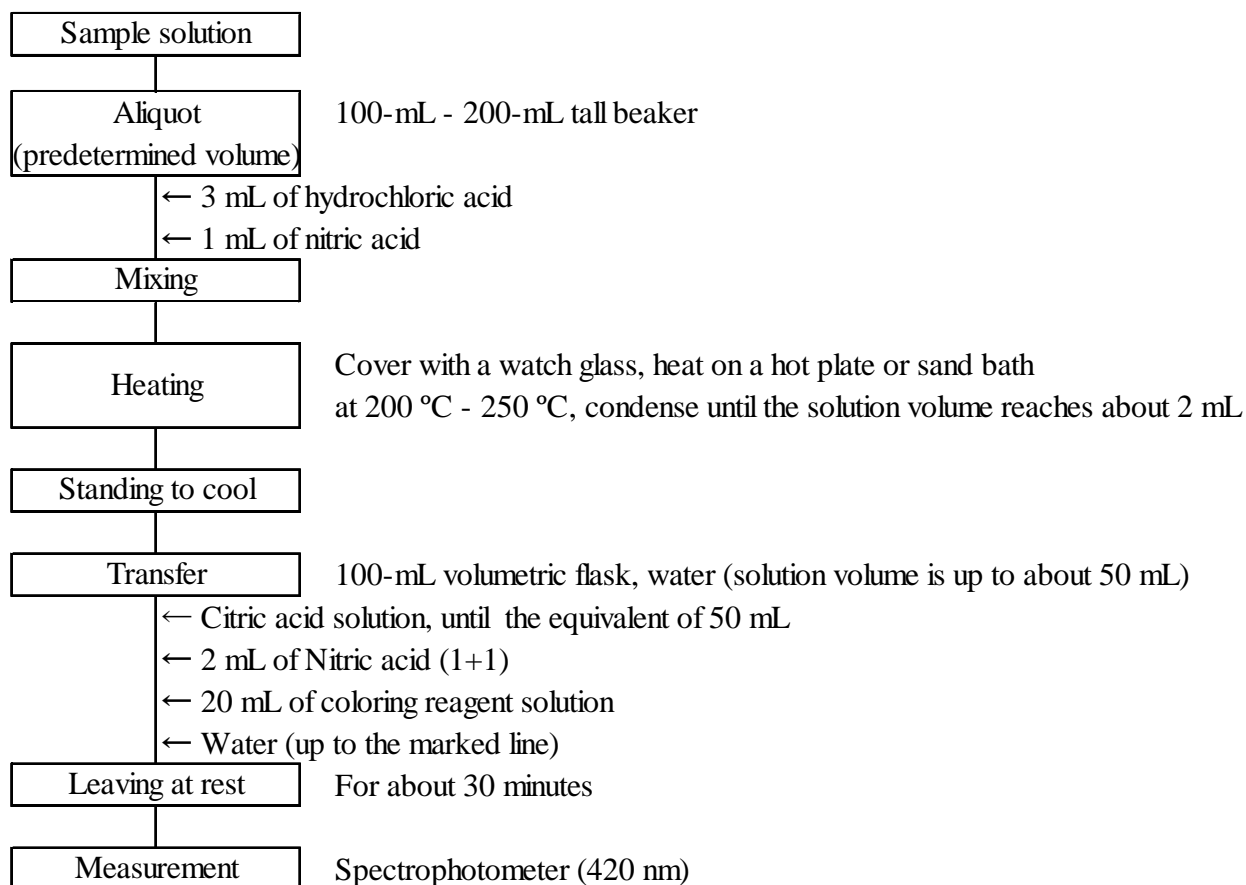 Sample solution
Aliquot 100-mL - 200-mL tall beaker
(predetermined volume)
← 3 mL of hydrochloric acid
← 1 mL of nitric acid
Mixing
Cover with a watch glass, heat on a hot plate or sand bath
Heating
at 200 ºC - 250 ºC, condense until the solution volume reaches about 2 mL
Standing to cool
Transfer 100-mL volumetric flask, water (solution volume is up to about 50 mL)
← Citric acid solution, until the equivalent of 50 mL
← 2 mL of Nitric acid (1+1)
← 20 mL of coloring reagent solution
← Water (up to the marked line)
Leaving at rest For about 30 minutes
Measurement Spectrophotometer (420 nm)